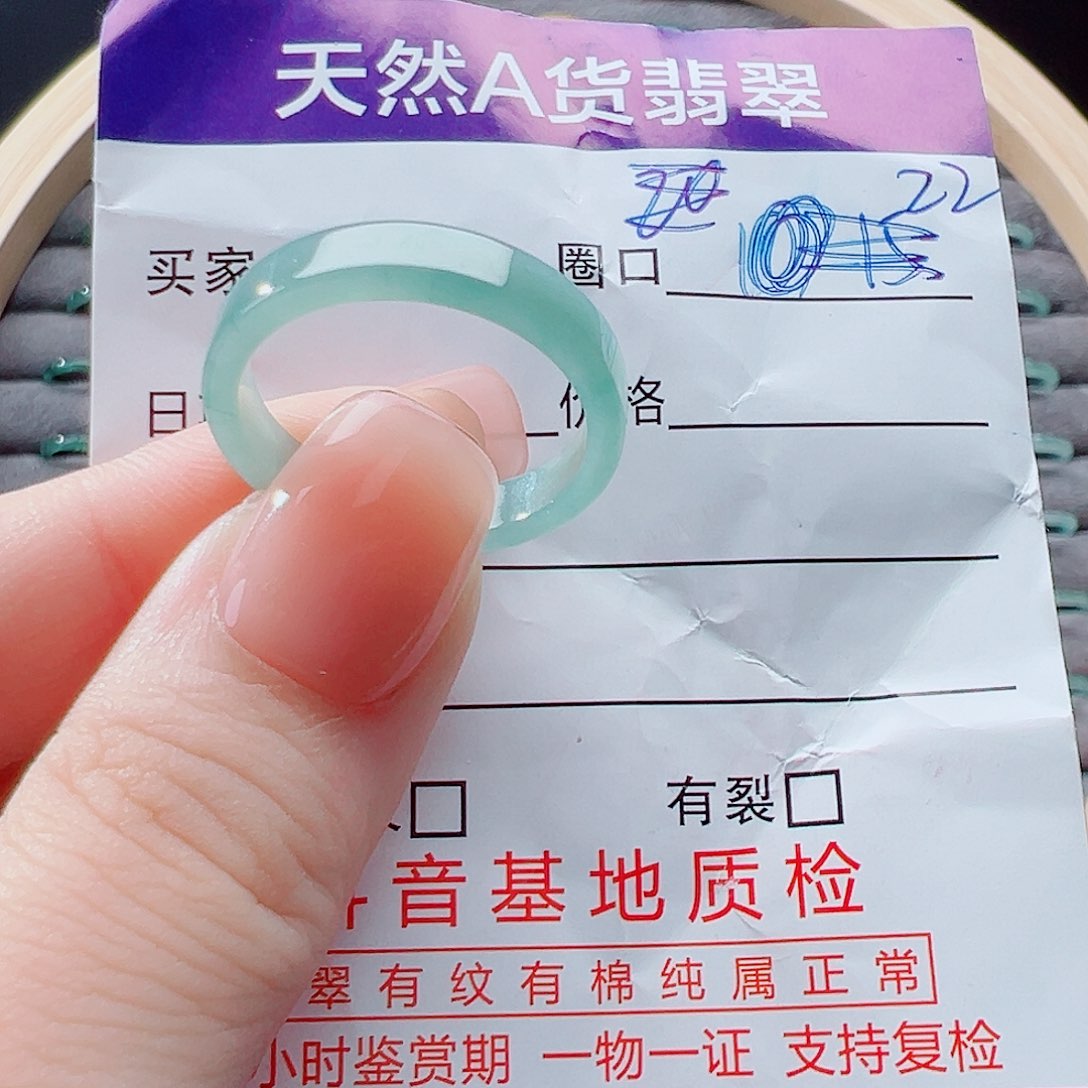 天然A货翡翠
22
买家
圈口
日
价格
有裂
音基地质检
翠有纹有棉纯属正常
小时鉴赏期 一物一证 支持复检